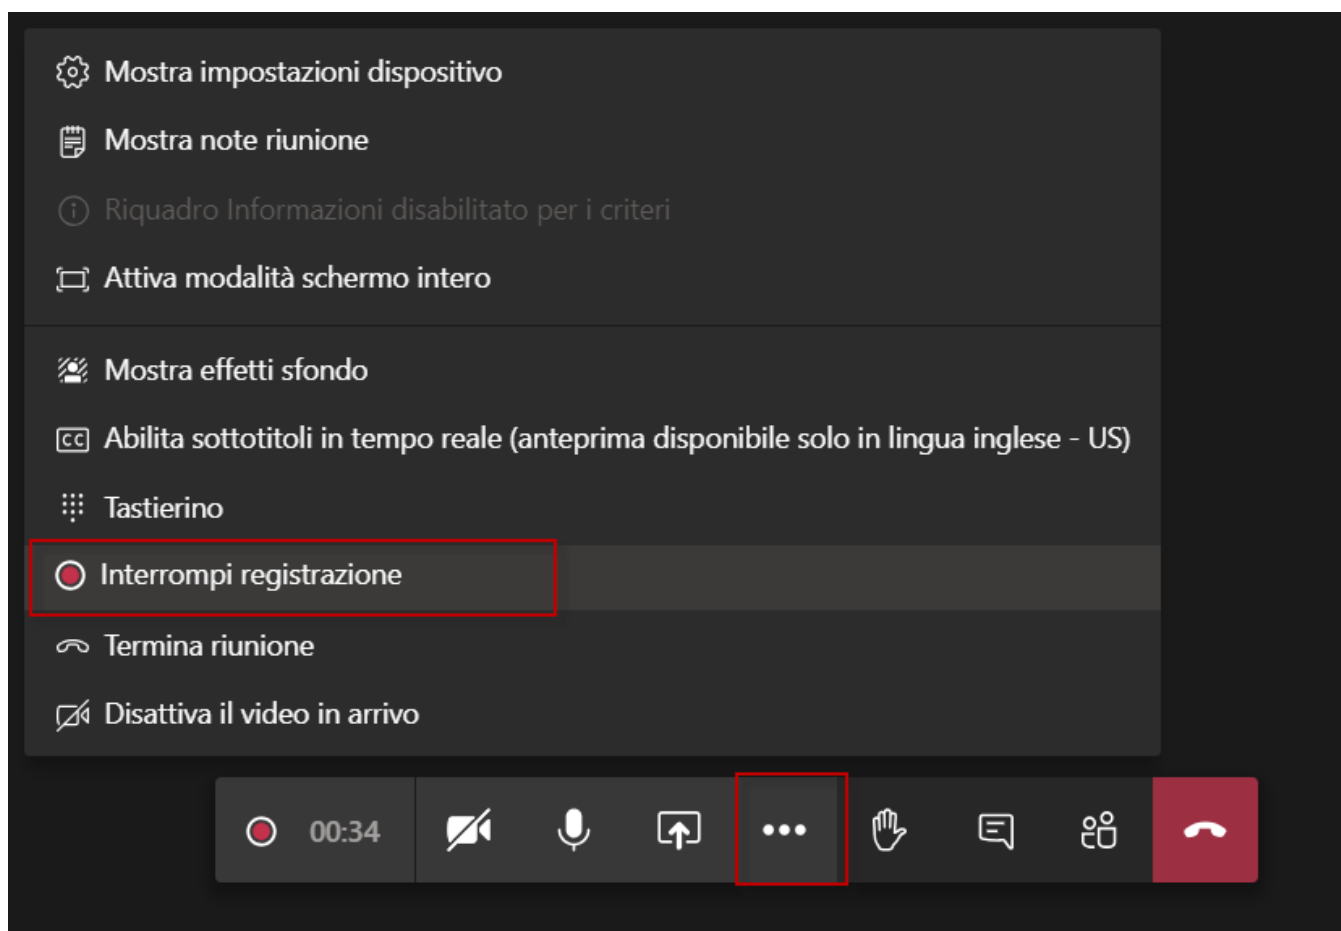 Mostra impostazioni dispositivo
Mostra note riunione
Riquadro Informazioni disabilitato per i criteri
Attiva modalità schermo intero
Mostra effetti sfondo
CC Abilita sottotitoli in tempo reale (anteprima disponibile solo in lingua inglese - US)
Tastierino
Interrompi registrazione
Termina riunione
Disattiva il video in arrivo
00:34